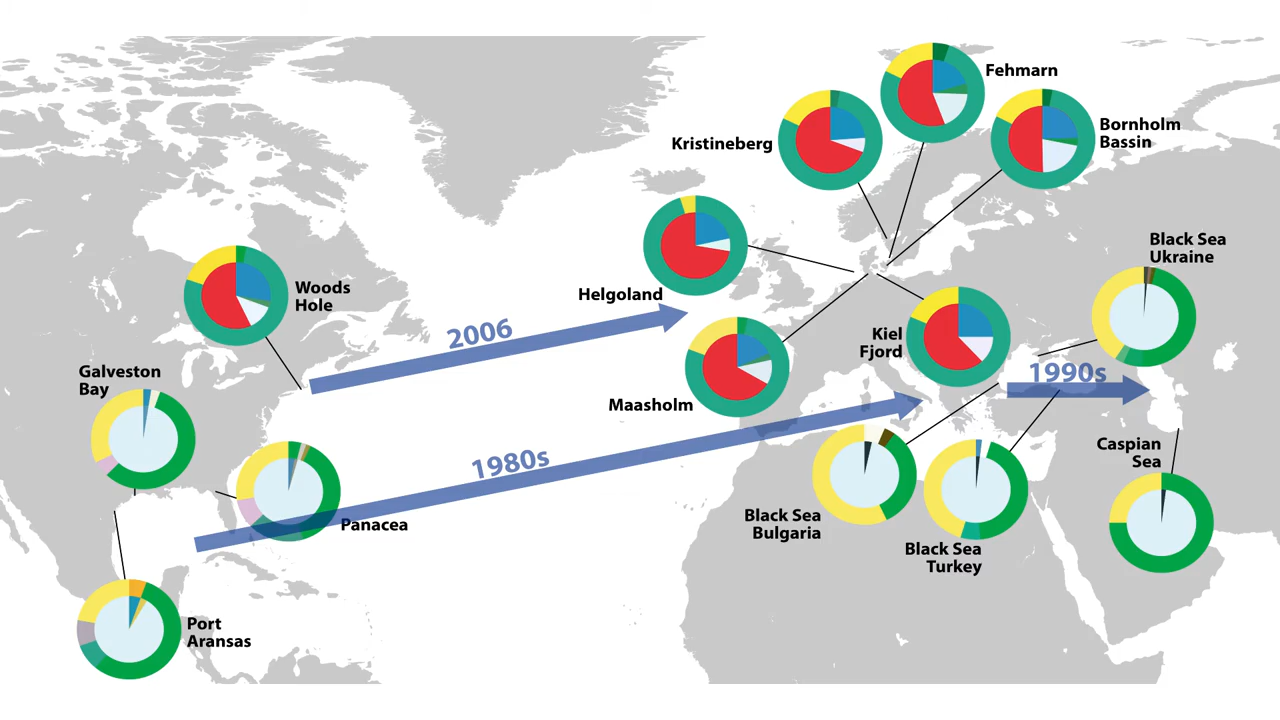 Fehmarn
Kristineberg
Bornholm
Bassin
Black Sea
Ukraine
Woods
Hole
Helgoland
2006
Kiel
Fjord
Galveston
Bay
1990s
Maasholm
Caspian
Sea
1980s
Panacea
Black Sea
Bulgaria
Black Sea
Turkey
Port
Aransas